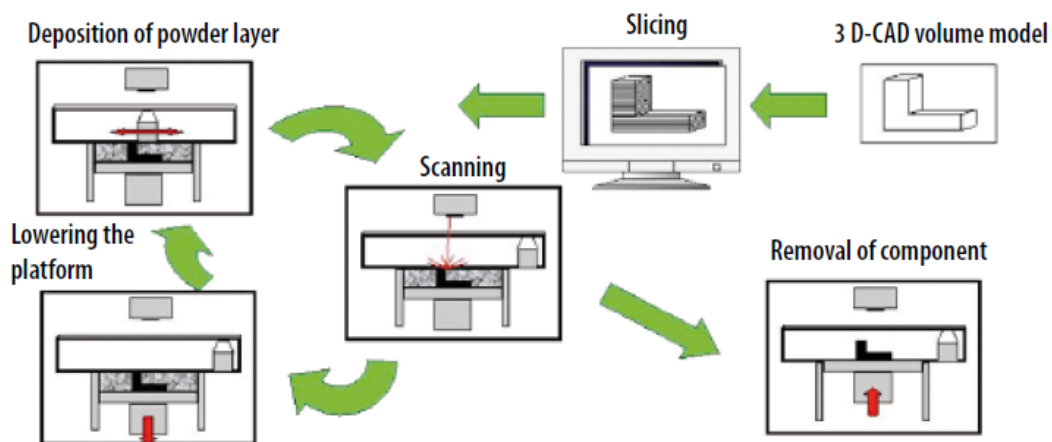 Deposition of powder layer
Slicing
3 D-CAD volume model
Scanning
Lowering the
platform
Removal of component